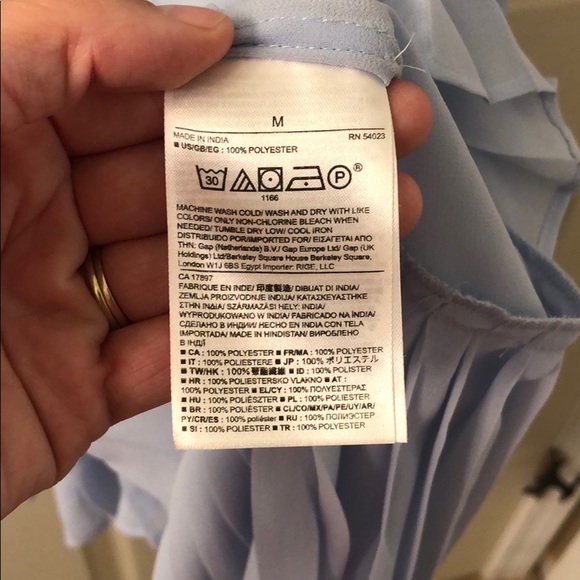 M
MADE IN INDIA RN 54023
■ US/GB/EG : 100% POLYESTER
30 P ®
1166
MACHINE WASH COLD/ WASH AND DRY WITH LIKE
COLORS/ ONLY NON-CHLORINE BLEACH WHEN
NEEDED/ TUMBLE DRY LOW/ COOL IRON
DISTRIBUTED FOR/IMPORTED FOR/ ΕΙΣΑΓΕΤΑΙ ΑΠΟ
ΤΗΝ: Gap (Netherlands) B.V./ Gap Europe Ltd/ Gap (UK
Holdings) Ltd/Berkeley Square House Berkeley Square,
London W1J 6BS Egypt Importer: RIGE, LLC
CA 17897
FABRIQUE EN INDE/ 印度製造/ DIBUAT DI INDIA/
ZEMLJA PROIZVODNJE INDIJA/ ΚΑΤΑΣΚΕΥΑΣΤΗΚΕ
ΣΤΗΝ ΙΝΔΙΑ/ SZÁRMAZÁSI HELY: INDIA/
WYPRODUKOWANO W INDIA/ FABRICADO NA ÍNDIA/
СДЕЛАНО В ИНДИИ/ HECHO EN INDIA CON TELA
IMPORTADA/ MADE IN HINDISTAN/ ВИРОБЛЕНО
В ІНДІЇ
■ CA : 100% POLYESTER ■ FR/MA : 100% POLYESTER
■ IT : 100% POLIESTERE ■ JP : 100% ポリエステル
■ TW/HK : 100% ■ ID : 100% POLISTER
■ HR : 100% POLIESTERSKO VLAKNO ■ AT :
100% POLYESTER ■ EL/CY : 100% ΠΟΛΥΕΣΤΕΡΑΣ
■ HU : 100% POLIÉSZTER ■ PL : 100% POLIESTER
■ BR : 100% POLIÉSTER ■ CL/CO/MX/PA/PE/UY/AR/
PY/CR/ES : 100% poliéster ■ RU : 100% ПОЛИЭСТЕР
■ SI : 100% POLIESTER ■ TR : 100% POLYESTER